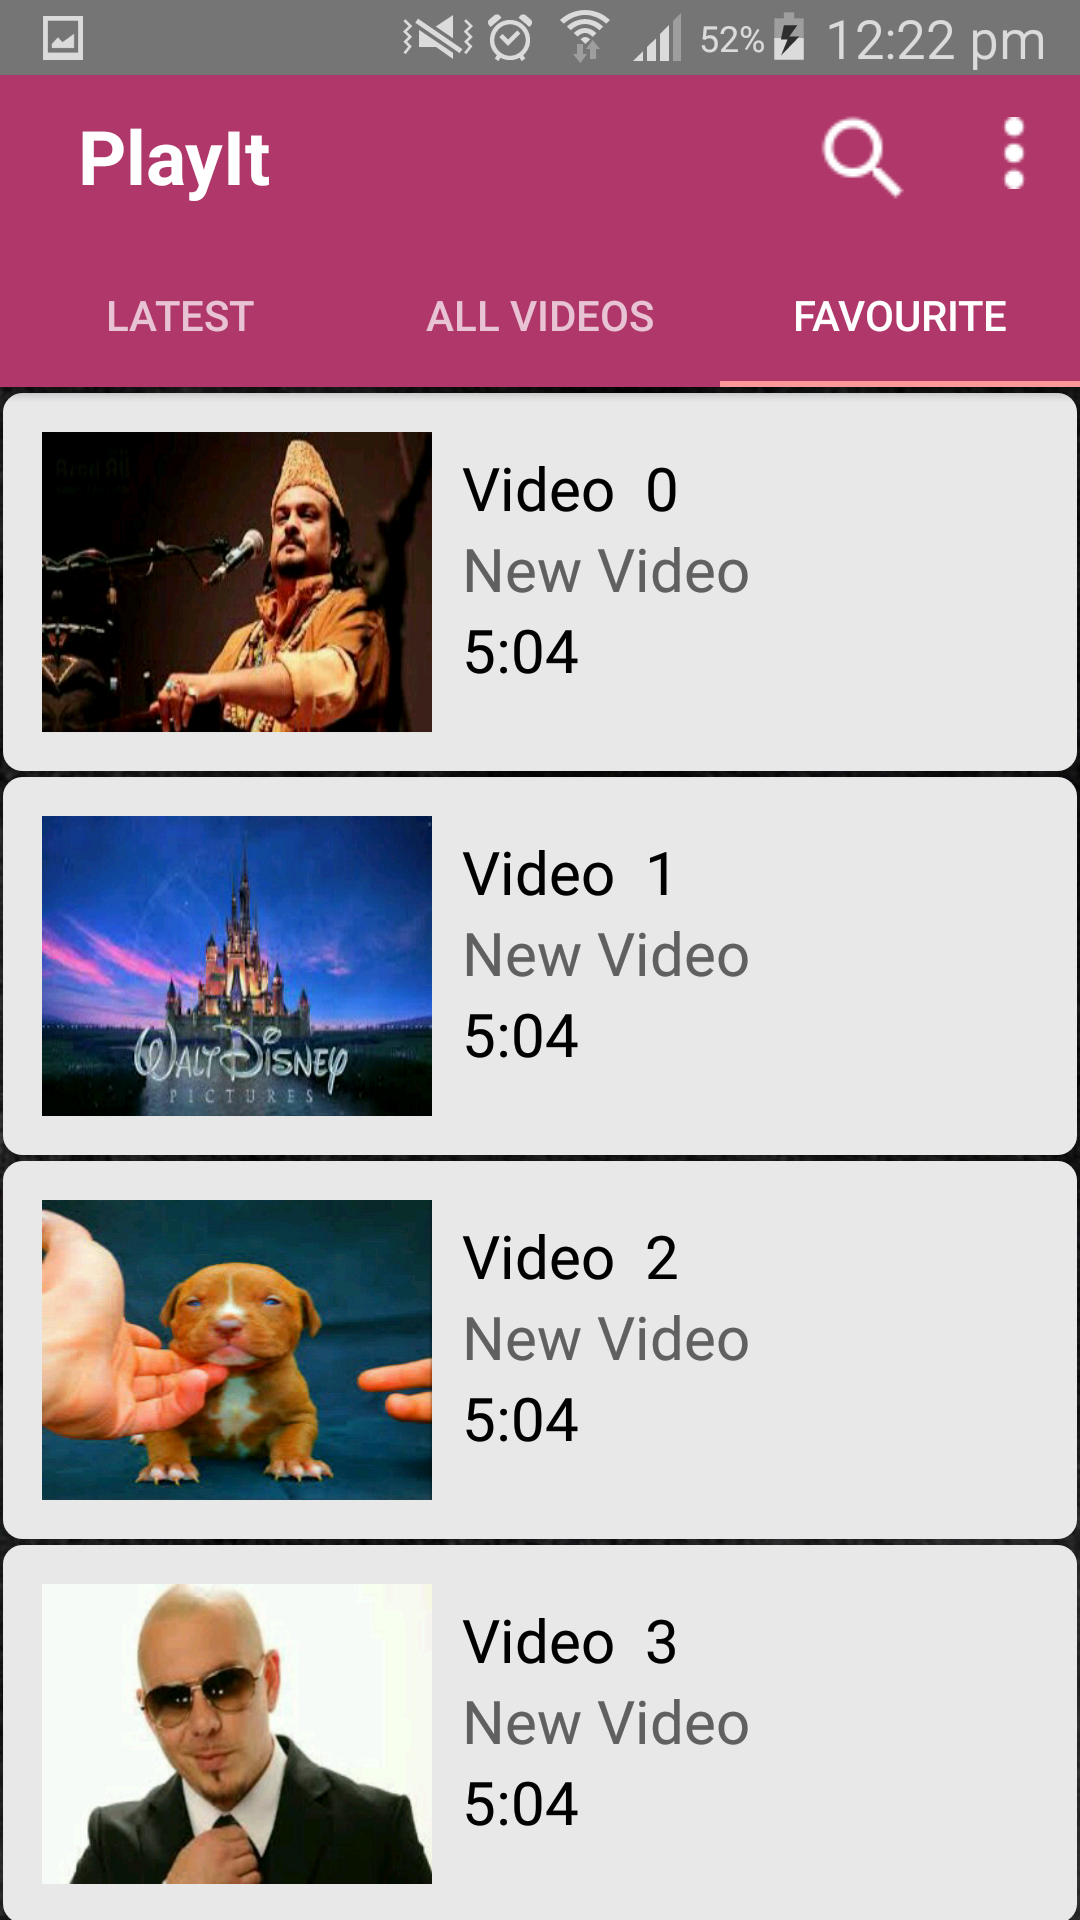 52% 12:22 pm
PlayIt
LATEST ALL VIDEOS FAVOURITE
Video 0
New Video
5:04
Video 1
New Video
5:04
WALT DISNEY
PICTURES
Video 2
New Video
5:04
Video 3
New Video
5:04